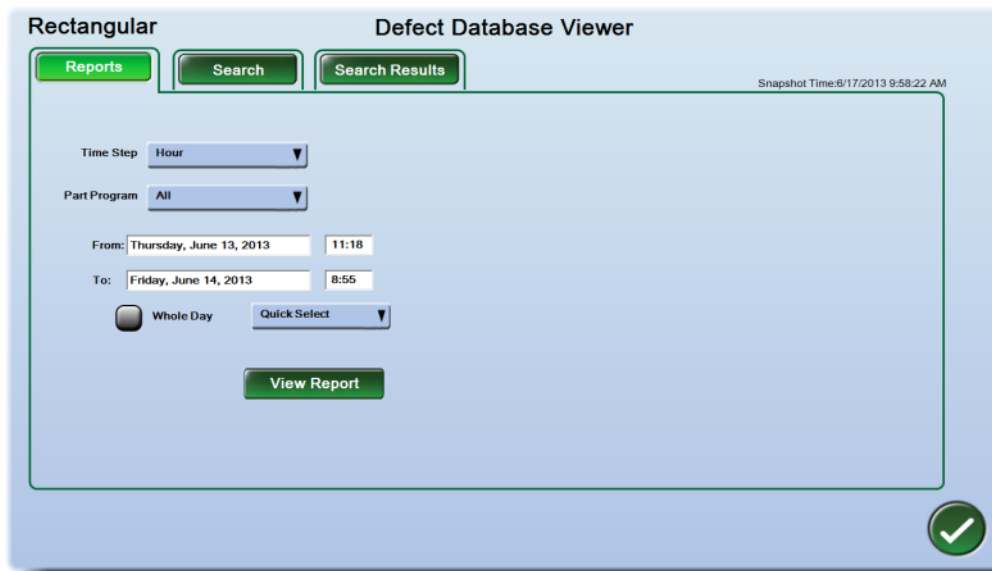 Rectangular
Defect Database Viewer
Reports
Search
Search Results
Snapshot Time:6/17/2013 9:58:22 AM
Time Step Hour
Part Program All
From: Thursday, June 13, 2013 11:18
To: Friday, June 14, 2013 8:55
Whole Day Quick Select
View Report